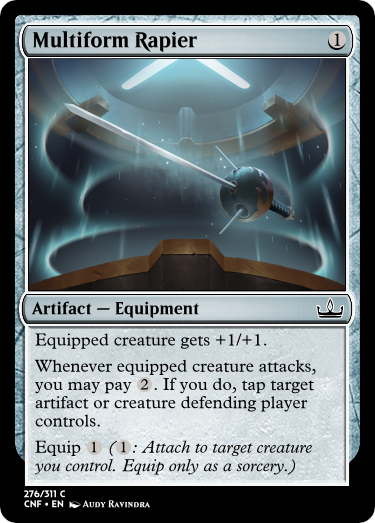 Multiform Rapier 1
Artifact — Equipment
Equipped creature gets +1/+1.
Whenever equipped creature attacks,
you may pay 2. If you do, tap target
artifact or creature defending player
controls.
Equip 1 (1: Attach to target creature
you control. Equip only as a sorcery.)
276/311 C
CNF • EN Audy Ravindra